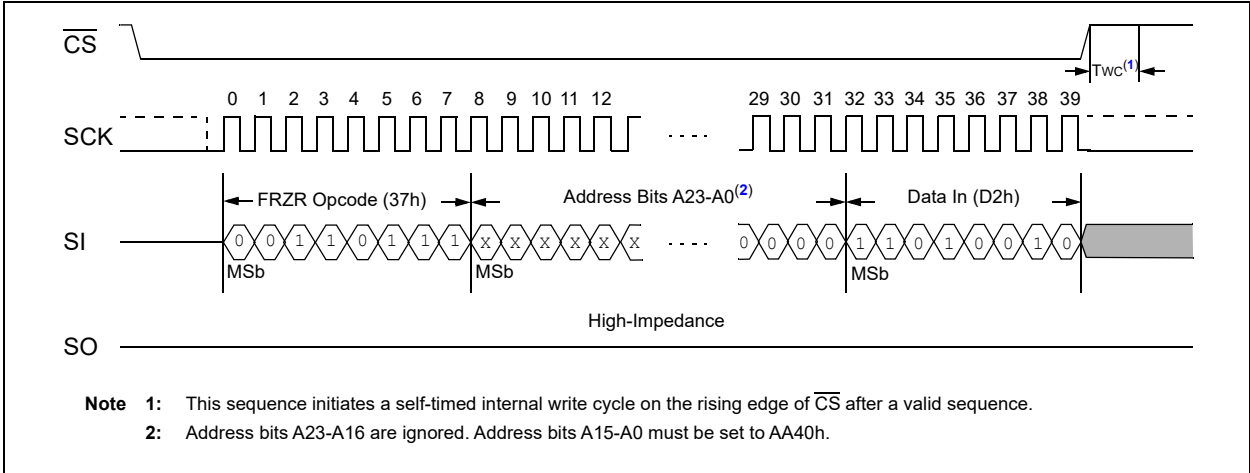 CS
TWC(1)
0 1 2 3 4 5 6 7 8 9 10 11 12 29 30 31 32 33 34 35 36 37 38 39
SCK
FRZR Opcode (37h) Address Bits A23-A0(2) Data In (D2h)
SI 0 0 1 1 0 1 1 1 X X X X X X 0 0 0 0 1 1 0 1 0 0 1 0
MSb MSb MSb
High-Impedance
SO
Note 1: This sequence initiates a self-timed internal write cycle on the rising edge of CS after a valid sequence.
2: Address bits A23-A16 are ignored. Address bits A15-A0 must be set to AA40h.